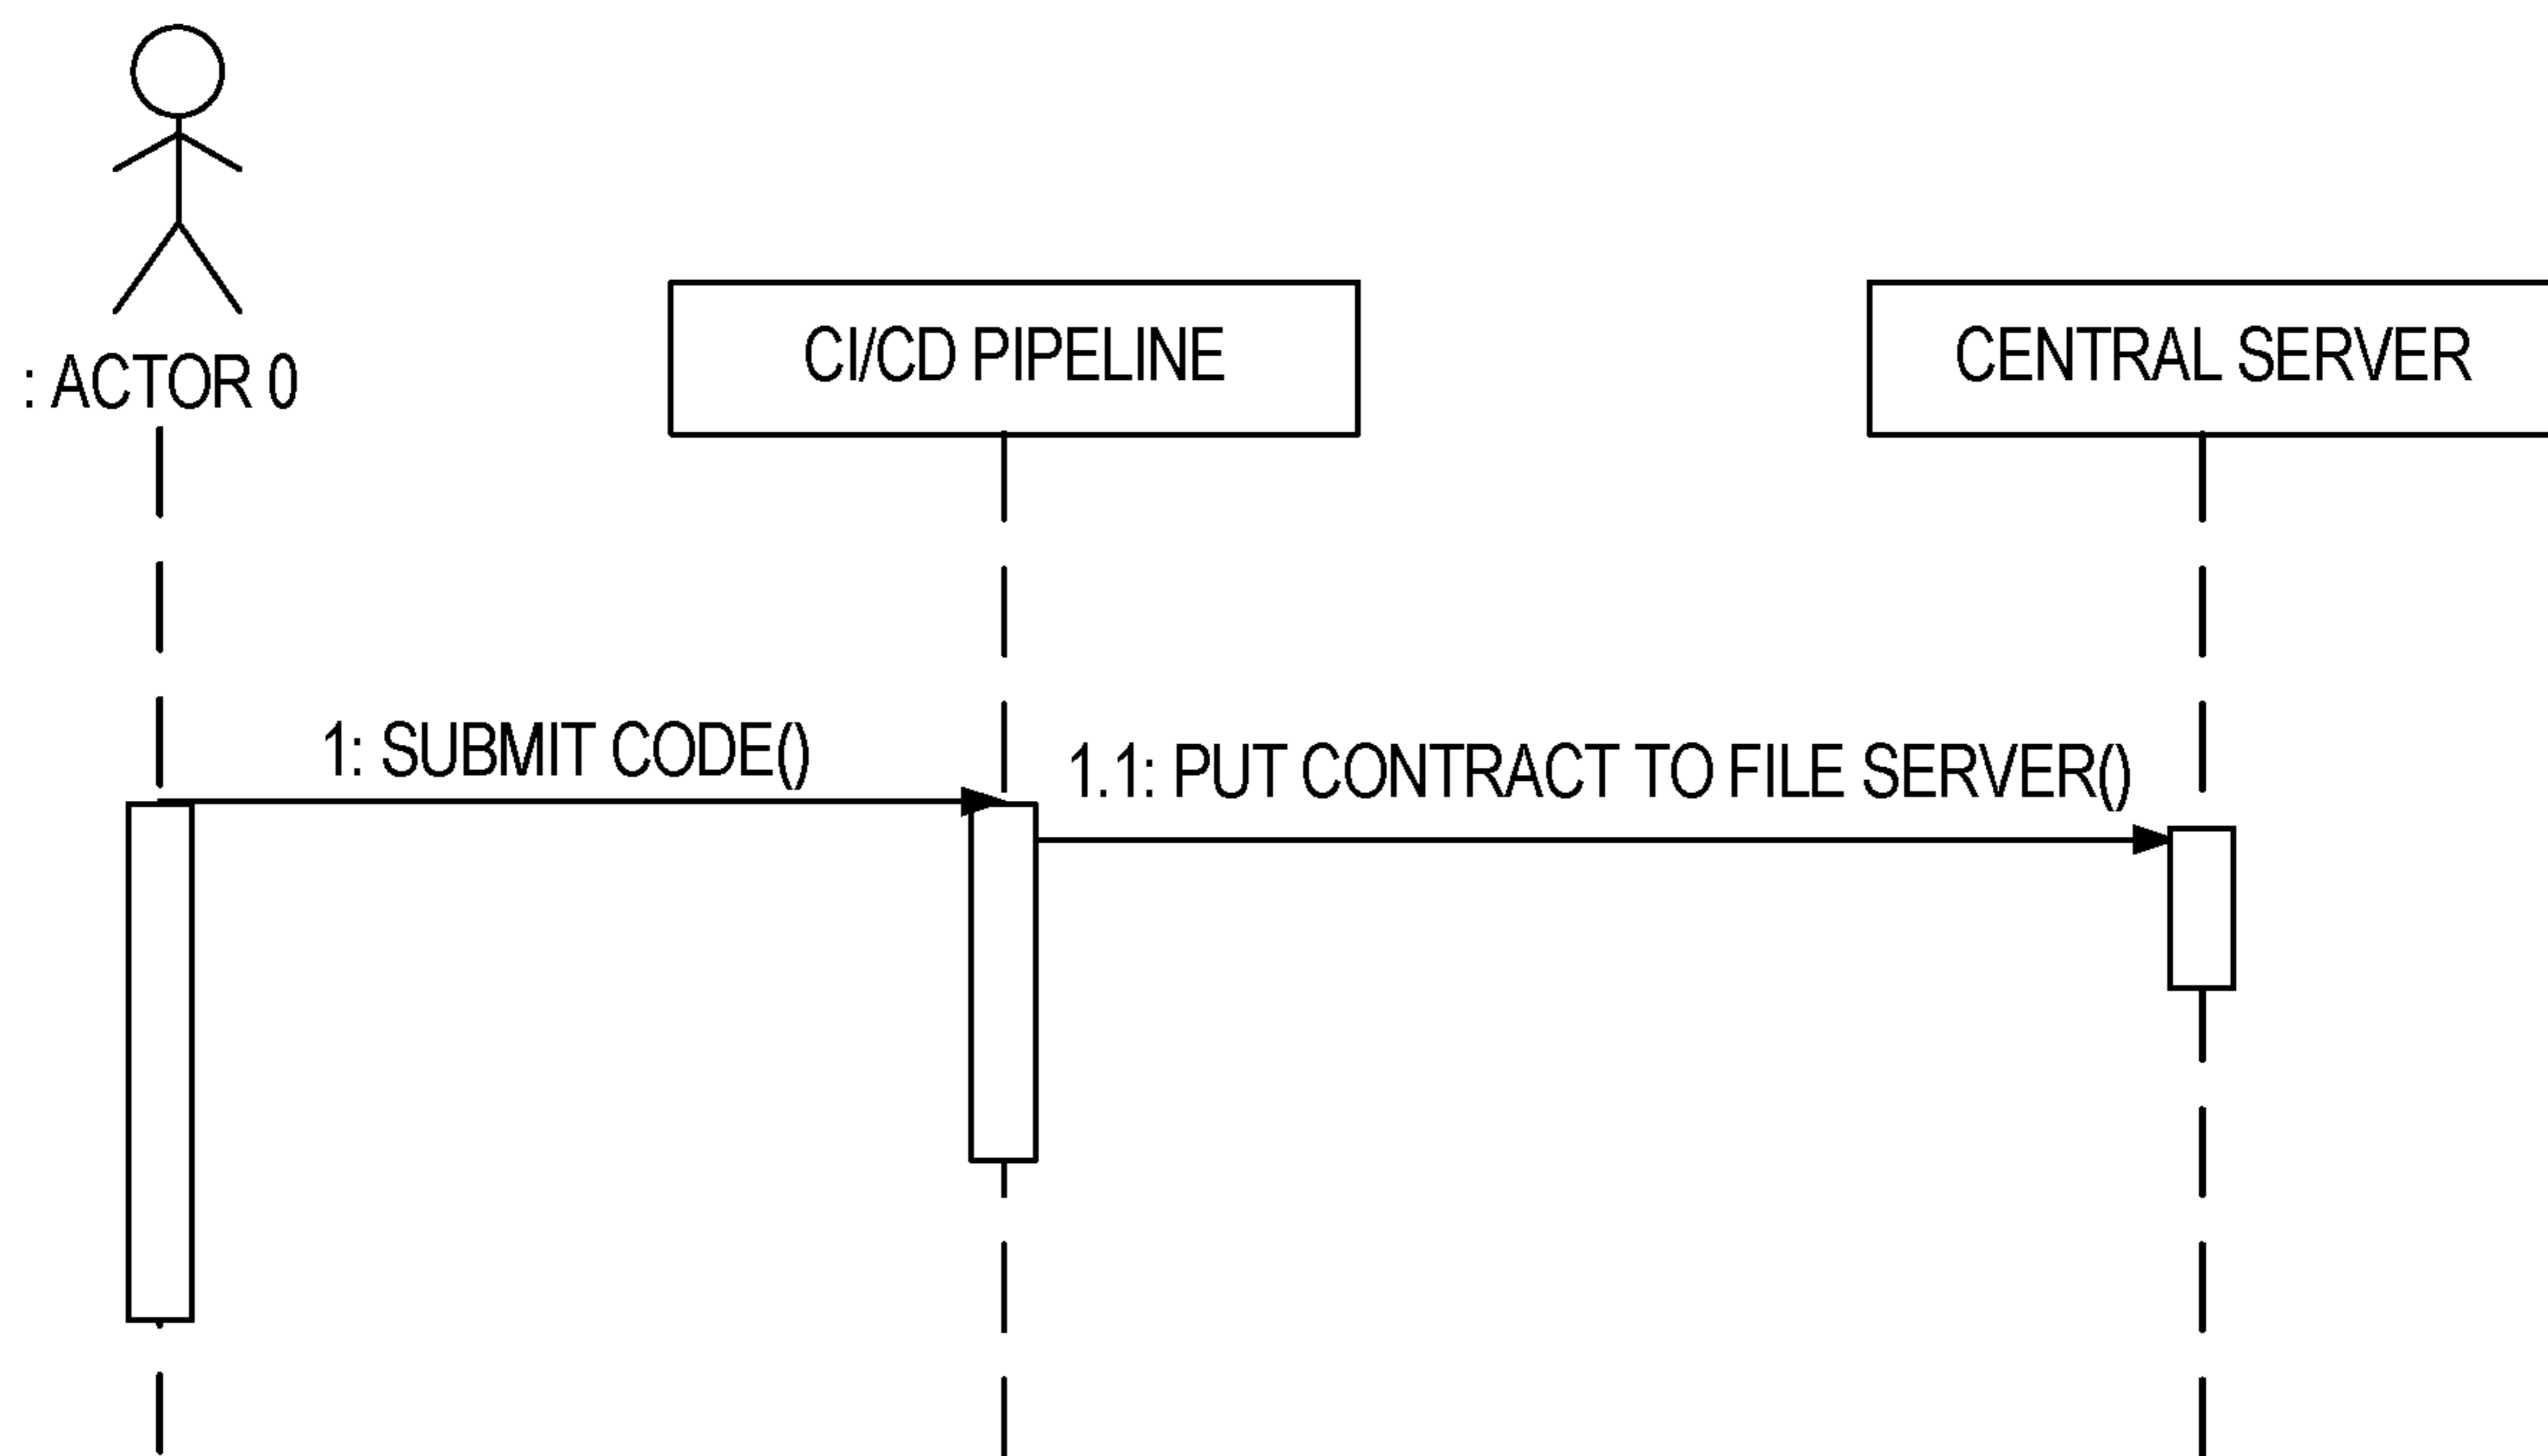 : ACTOR 0
CI/CD PIPELINE
CENTRAL SERVER
1: SUBMIT CODE()
1.1: PUT CONTRACT TO FILE SERVER()